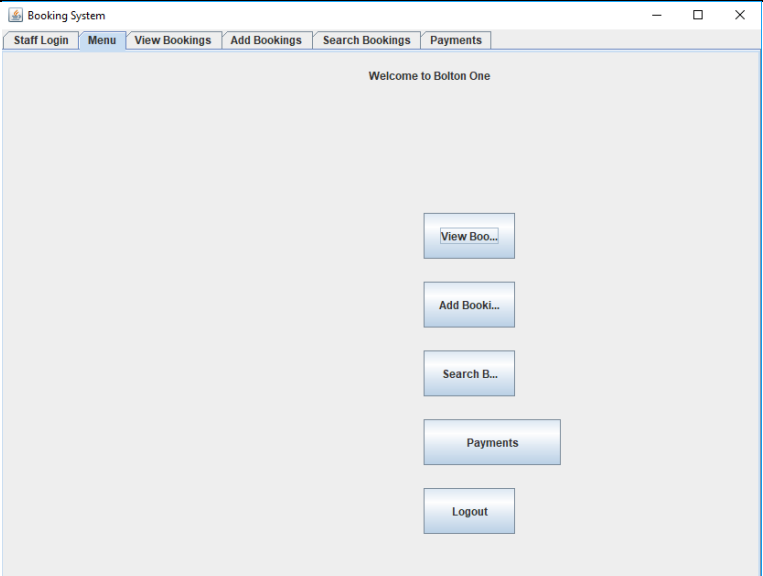 Booking System
Staff Login Menu View Bookings Add Bookings Search Bookings Payments
Welcome to Bolton One
View Boo...
Add Booki...
Search B...
Payments
Logout